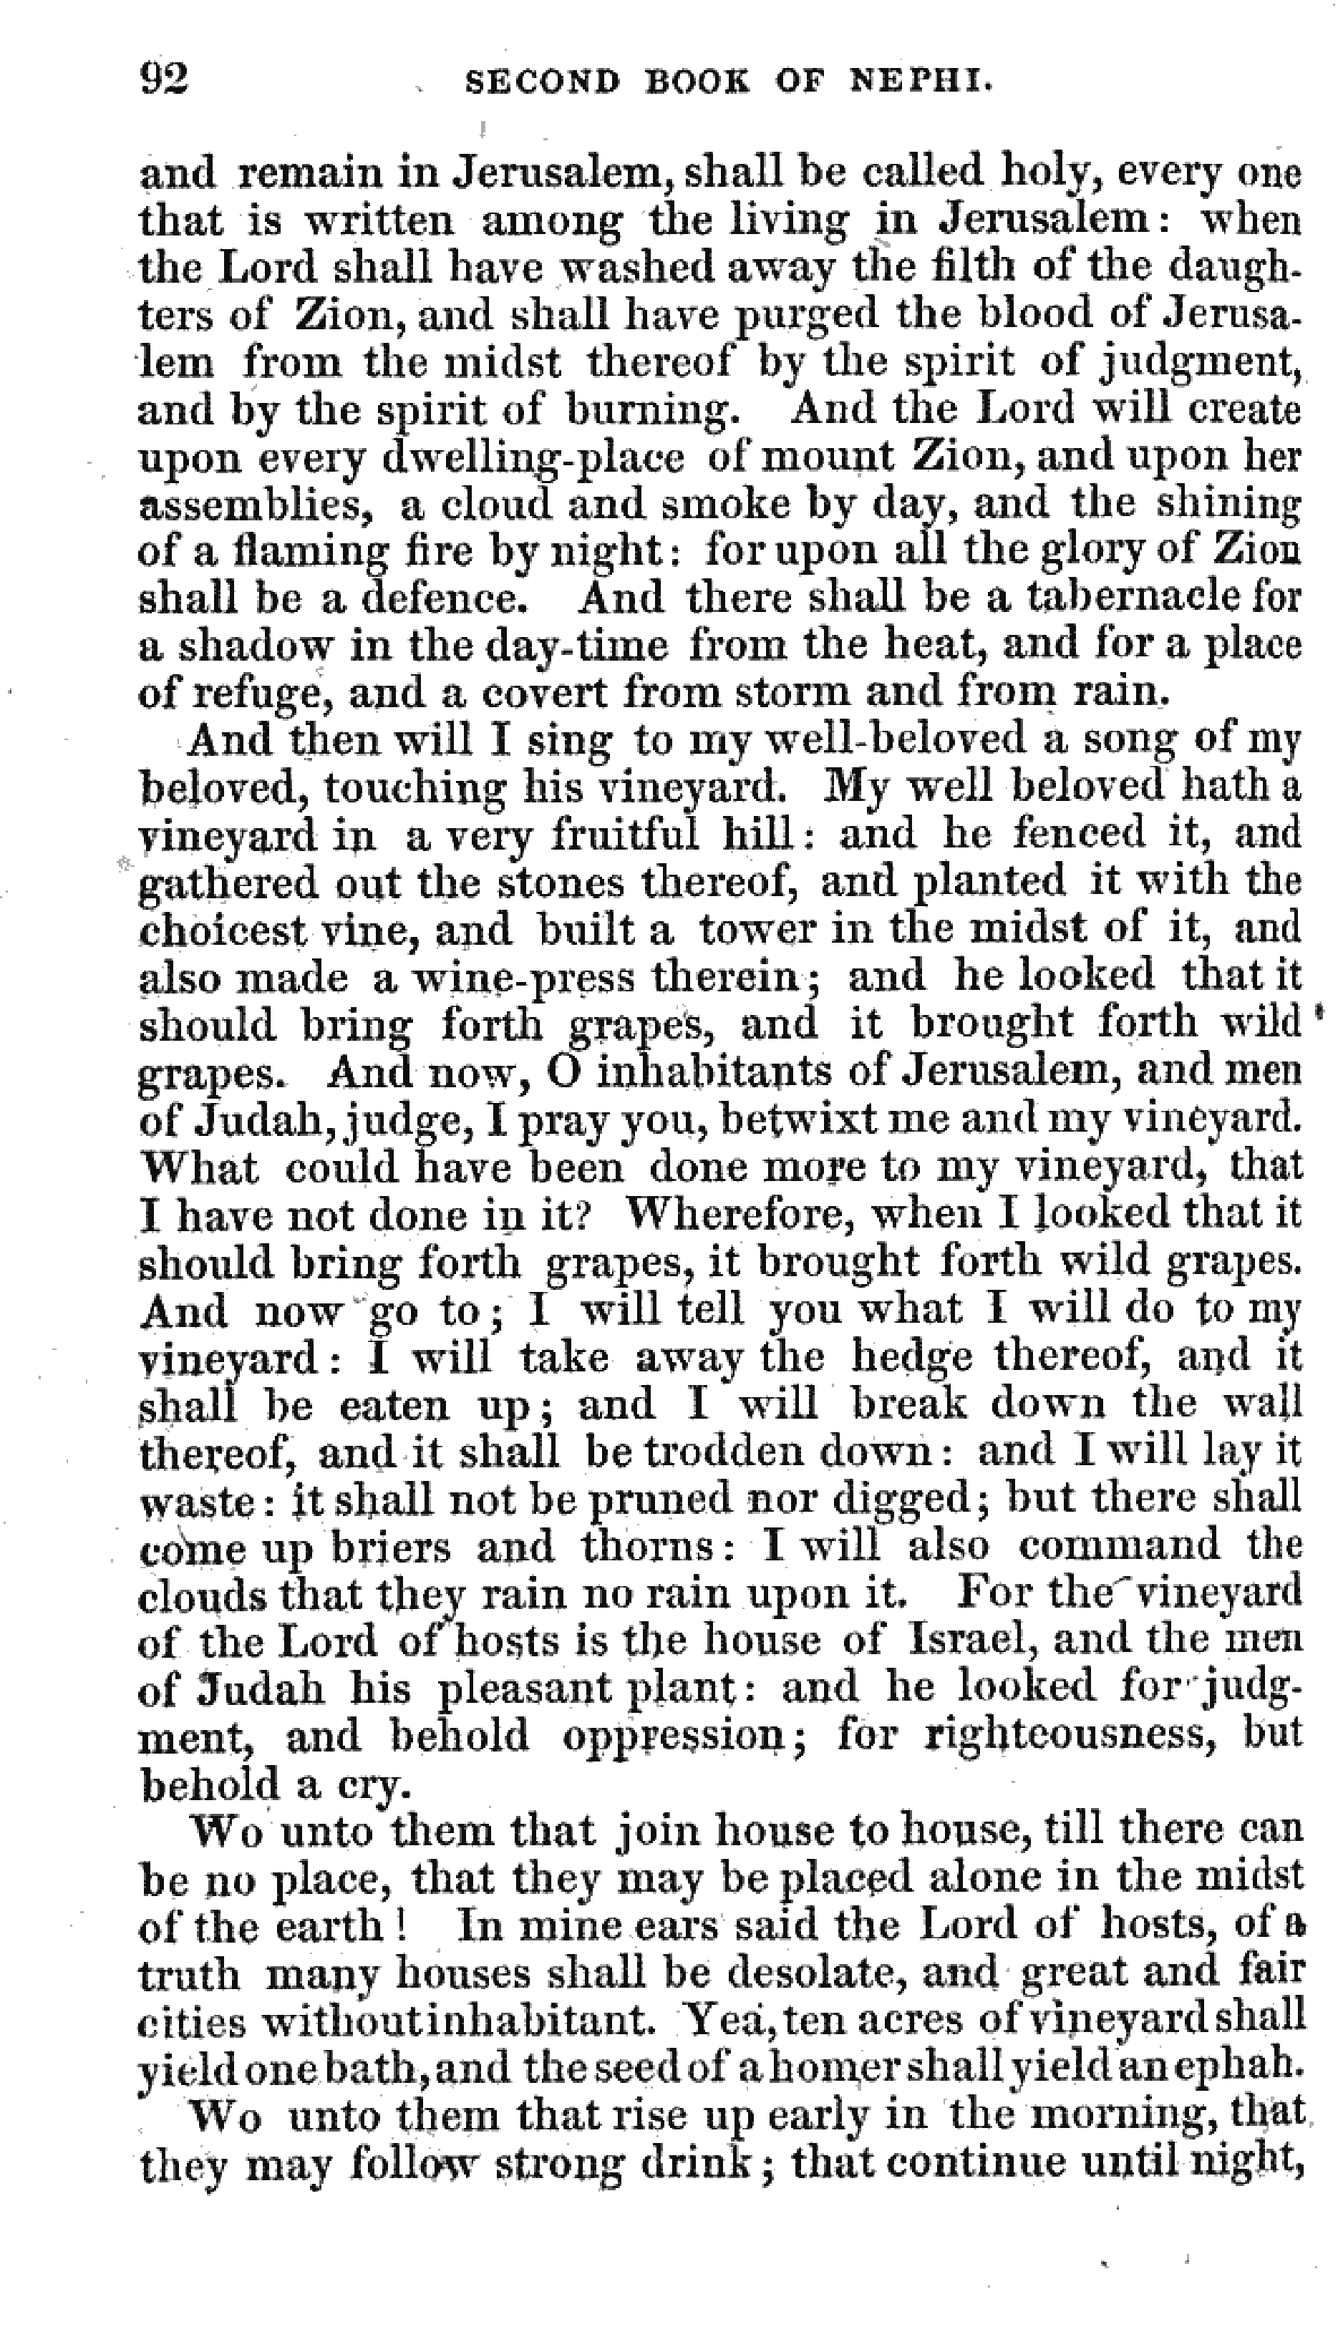 92 SECOND BOOK OF NEPHI.
and remain in Jerusalem, shall be called holy, every one
that is written among the living in Jerusalem: when
the Lord shall have washed away the filth of the daugh-
ters of Zion, and shall have purged the blood of Jerusa-
lem from the midst thereof by the spirit of judgment,
and by the spirit of burning. And the Lord will create
upon every dwelling-place of mount Zion, and upon her
assemblies, a cloud and smoke by day, and the shining
of a flaming fire by night: for upon all the glory of Zion
shall be a defence. And there shall be a tabernacle for
a shadow in the day-time from the heat, and for a place
of refuge, and a covert from storm and from rain.
And then will I sing to my well-beloved a song of my
beloved, touching his vineyard. My well beloved hath a
vineyard in a very fruitful hill: and he fenced it, and
gathered out the stones thereof, and planted it with the
choicest vine, and built a tower in the midst of it, and
also made a wine-press therein; and he looked that it
should bring forth grapes, and it brought forth wild
grapes. And now, O inhabitants of Jerusalem, and men
of Judah, judge, I pray you, betwixt me and my vineyard.
What could have been done more to my vineyard, that
I have not done in it? Wherefore, when I looked that it
should bring forth grapes, it brought forth wild grapes.
And now go to; I will tell you what I will do to my
vineyard: I will take away the hedge thereof, and it
shall be eaten up; and I will break down the wall
thereof, and it shall be trodden down: and I will lay it
waste: it shall not be pruned nor digged; but there shall
come up briers and thorns: I will also command the
clouds that they rain no rain upon it. For the vineyard
of the Lord of hosts is the house of Israel, and the men
of Judah his pleasant plant: and he looked for judg-
ment, and behold oppression; for righteousness, but
behold a cry.
Wo unto them that join house to house, till there can
be no place, that they may be placed alone in the midst
of the earth! In mine ears said the Lord of hosts, of a
truth many houses shall be desolate, and great and fair
cities without inhabitant. Yea, ten acres of vineyard shall
yield one bath, and the seed of a homer shall yield an ephah.
Wo unto them that rise up early in the morning, that
they may follow strong drink; that continue until night,